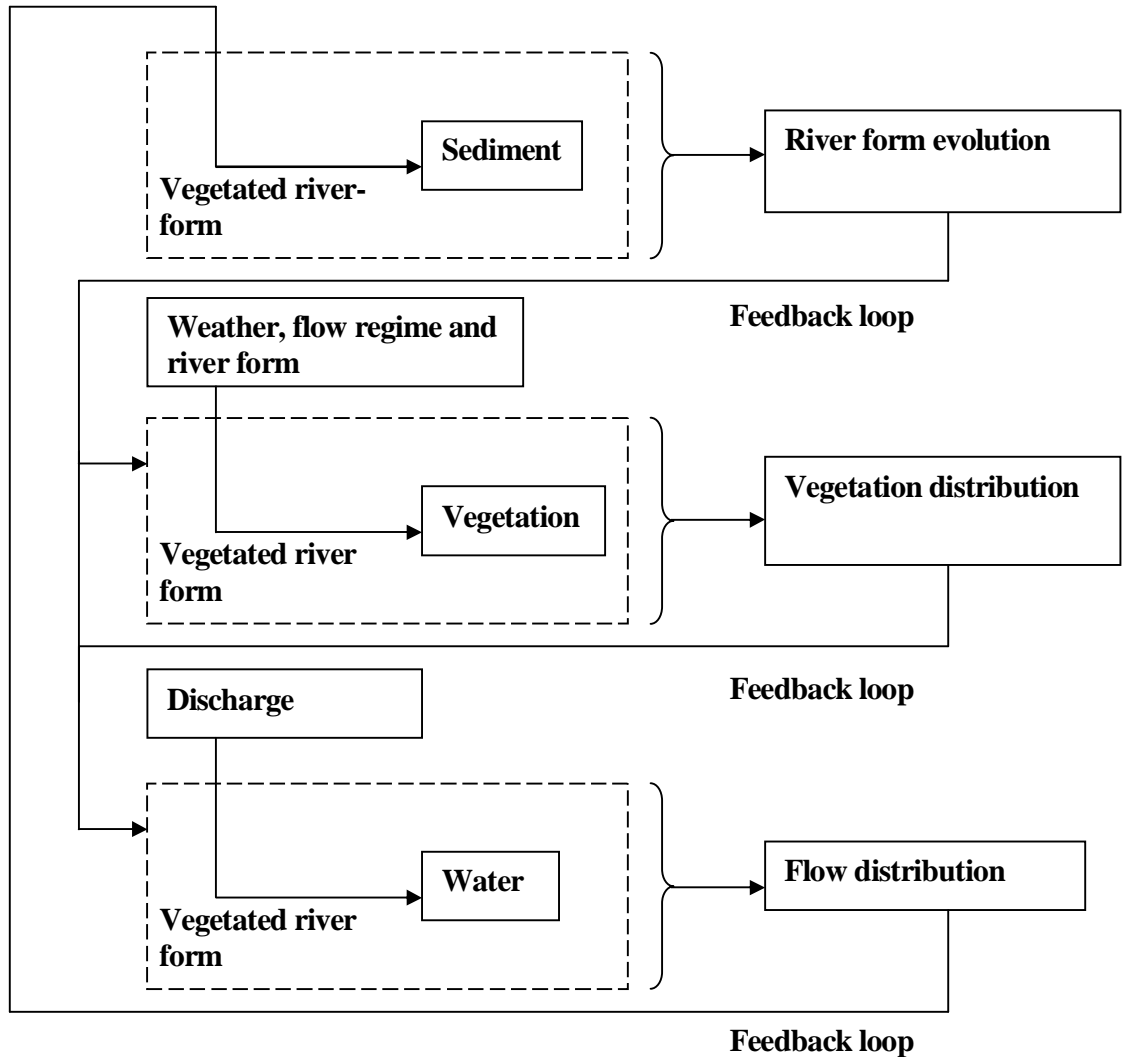 Sediment
River form evolution
Vegetated river-
form
Feedback loop
Weather, flow regime and
river form
Vegetation
Vegetation distribution
Vegetated river
form
Feedback loop
Discharge
Water
Flow distribution
Vegetated river
form
Feedback loop